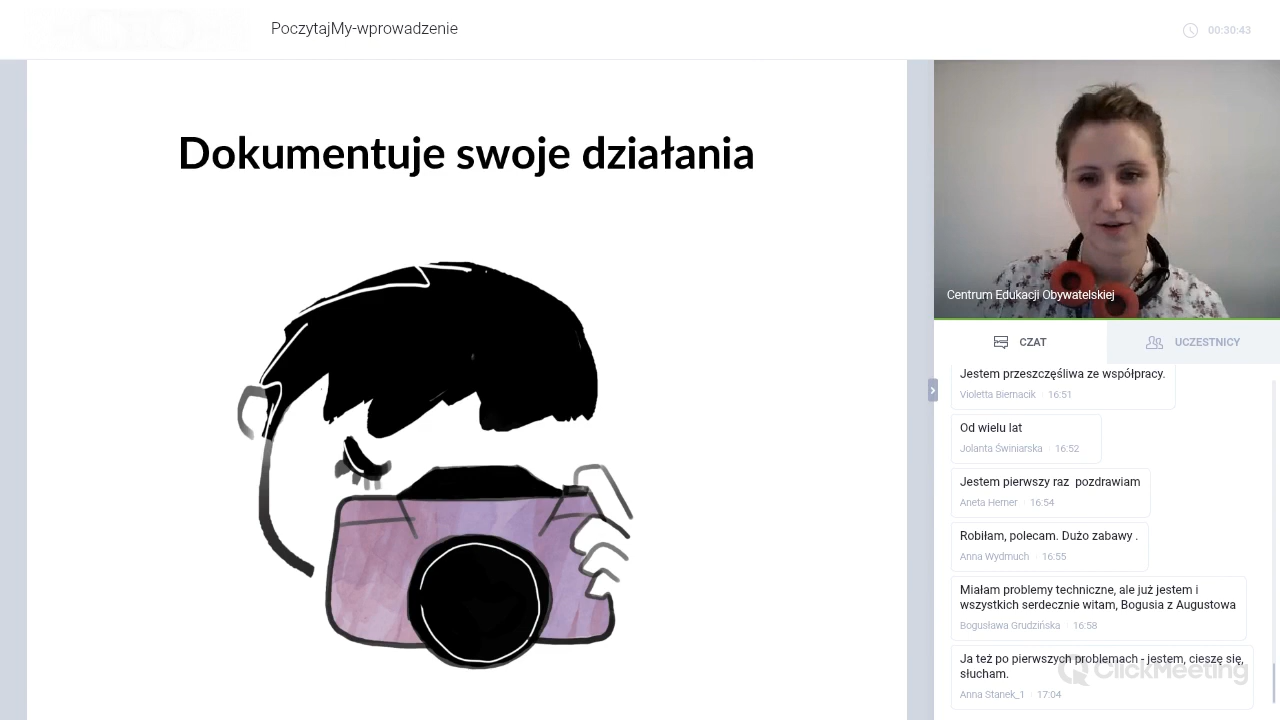 PoczytajMy-wprowadzenie
00:30:43
Dokumentuje swoje działania
Centrum Edukacji Obywatelskiej
CZAT
UCZESTNICY
Jestem przeszczęśliwa ze współpracy.
Violetta Biernacik 16:51
Od wielu lat
Jolanta Świniarska 16:52
Jestem pierwszy raz  pozdrawiam
Aneta Herner 16:54
Robiłam, polecam. Dużo zabawy .
Anna Wydmuch 16:55
Miałam problemy techniczne, ale już jestem i
wszystkich serdecznie witam, Bogusia z Augustowa
Bogusława Grudzińska 16:58
Ja też po pierwszych problemach - jestem, cieszę się,
słucham.
Anna Stanek_1 17:04
ClickMeeting